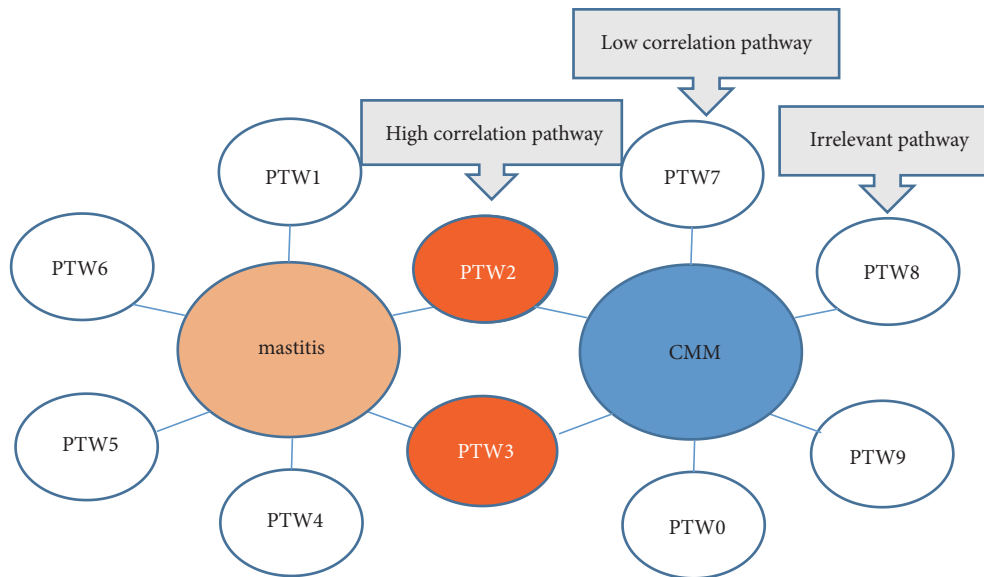 Low correlation pathway
High correlation pathway
Irrelevant pathway
PTW1
PTW7
PTW6
PTW2
PTW8
mastitis
CMM
PTW5
PTW3
PTW9
PTW4
PTW0